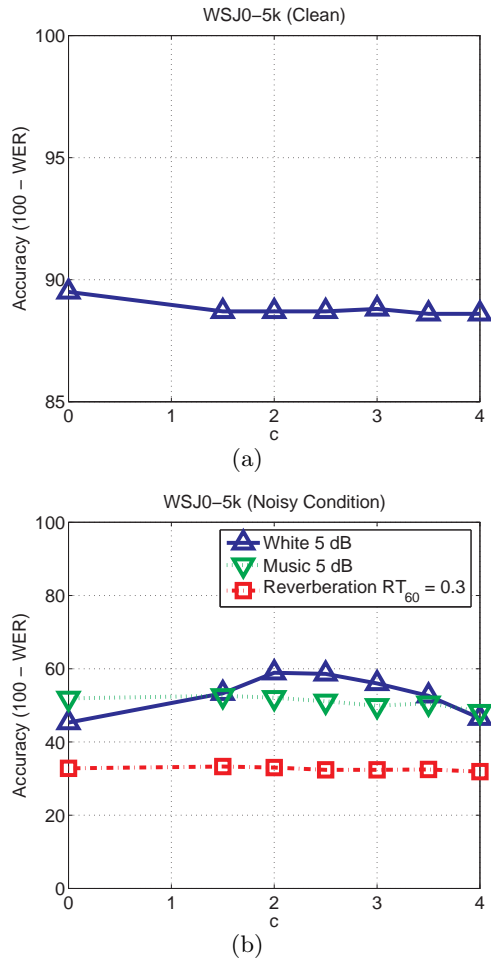 WSJ0−5k (Clean)
100
95
90
85
Accuracy (100 − WER)
0 1 2 3 4
c
(a)
WSJ0−5k (Noisy Condition)
100
80
60
40
20
0
Accuracy (100 − WER)
White 5 dB
Music 5 dB
Reverberation RT60 = 0.3
0 1 2 3 4
c
(b)